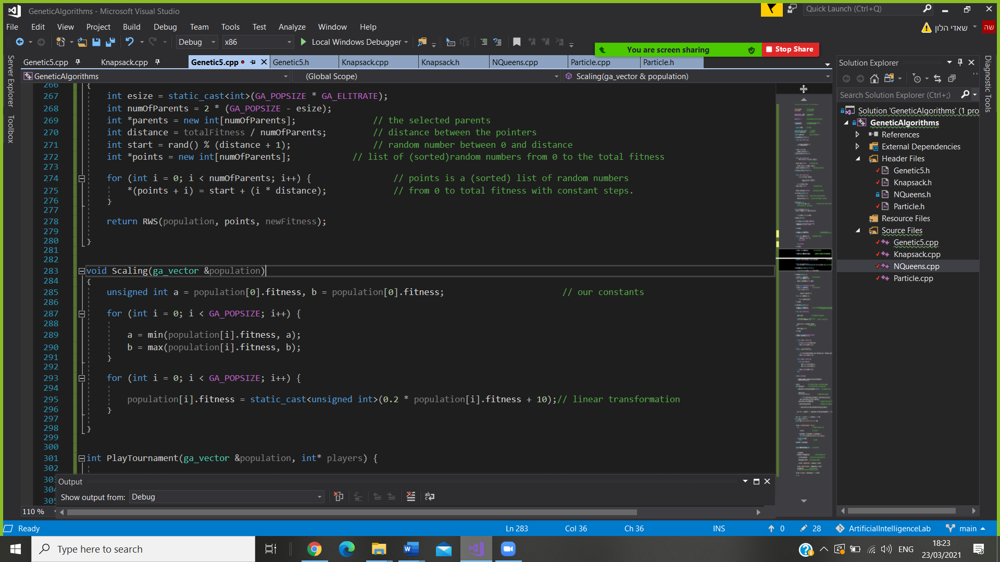 GeneticAlgorithms - Microsoft Visual Studio
Quick Launch (Ctrl+Q)
File Edit View Project Build Debug Team Tools Test Analyze Window Help
שאדי הלון
שה
Debug x86 Local Windows Debugger
You are screen sharing
Stop Share
Server Explorer
Toolbox
Genetic5.cpp Knapsack.cpp Genetic5.cpp Genetic5.h Knapsack.cpp Knapsack.h NQueens.cpp Particle.cpp Particle.h
GeneticAlgorithms (Global Scope) Scaling(ga_vector & population)
266 {
267 int esize = static_cast<int>(GA_POPSIZE * GA_ELITRATE);
268 int numOfParents = 2 * (GA_POPSIZE - esize);
269 int *parents = new int[numOfParents]; // the selected parents
270 int distance = totalFitness / numOfParents; // distance between the pointers
271 int start = rand() % (distance + 1); // random number between 0 and distance
272 int *points = new int[numOfParents]; // list of (sorted)random numbers from 0 to the total fitness
273
274 for (int i = 0; i < numOfParents; i++) { // points is a (sorted) list of random numbers
275 *(points + i) = start + (i * distance); // from 0 to total fitness with constant steps.
276 }
277
278 return RWS(population, points, newFitness);
279
280 }
281
282
283 void Scaling(ga_vector &population)
284 {
285 unsigned int a = population[0].fitness, b = population[0].fitness; // our constants
286
287 for (int i = 0; i < GA_POPSIZE; i++) {
288
289 a = min(population[i].fitness, a);
290 b = max(population[i].fitness, b);
291 }
292
293 for (int i = 0; i < GA_POPSIZE; i++) {
294
295 population[i].fitness = static_cast<unsigned int>(0.2 * population[i].fitness + 10);// linear transformation
296 }
297
298 }
299
300
301 int PlayTournament(ga_vector &population, int* players) {
302
Output
Show output from: Debug
110 %
Solution Explorer
Search Solution Explorer (Ctrl+;)
Solution 'GeneticAlgorithms' (1 pro
GeneticAlgorithms
References
External Dependencies
Header Files
Genetic5.h
Knapsack.h
NQueens.h
Particle.h
Resource Files
Source Files
Genetic5.cpp
Knapsack.cpp
NQueens.cpp
Particle.cpp
Diagnostic Tools
Ready Ln 283 Col 36 Ch 36 INS 0 28 ArtificialIntelligenceLab main
Type here to search
ENG
18:23
23/03/2021